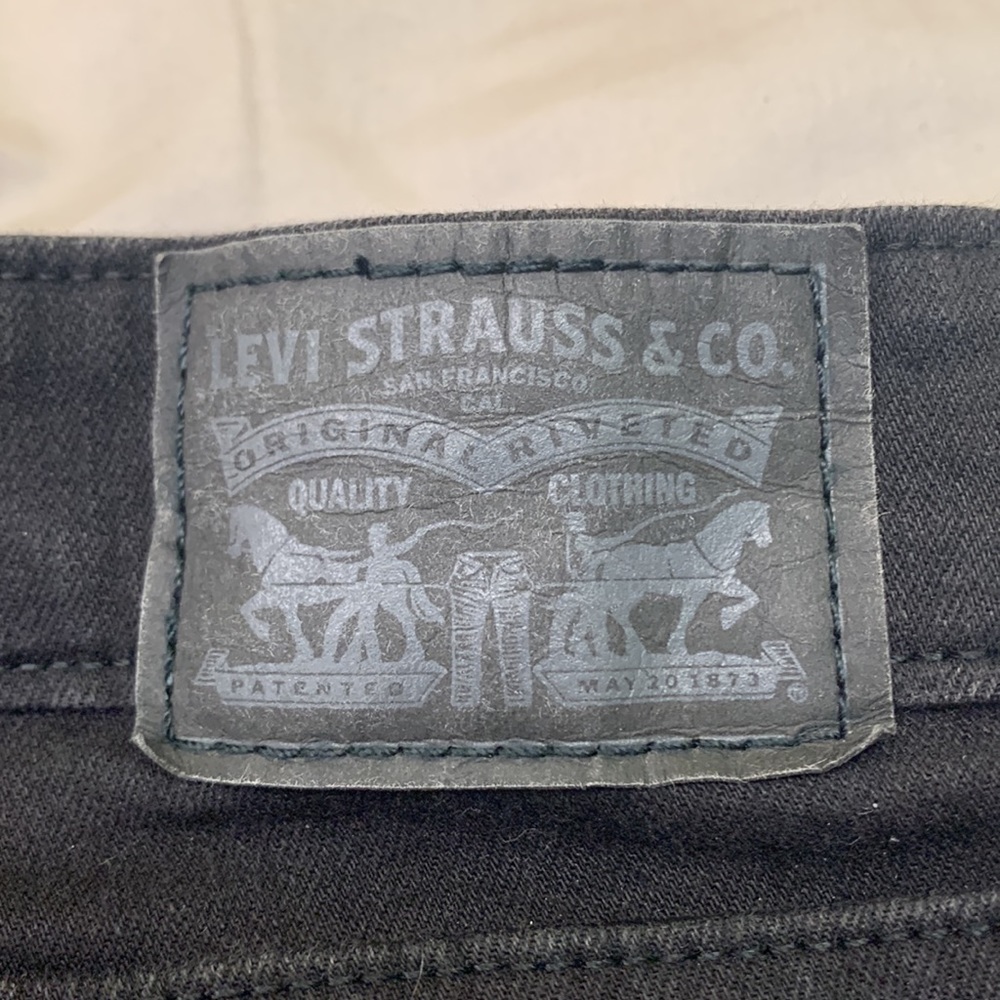 LEVI STRAUSS & CO.
SAN FRANCISCO
CAL
ORIGINAL RIVETED
QUALITY CLOTHING
PATENTED MAY 20 1873